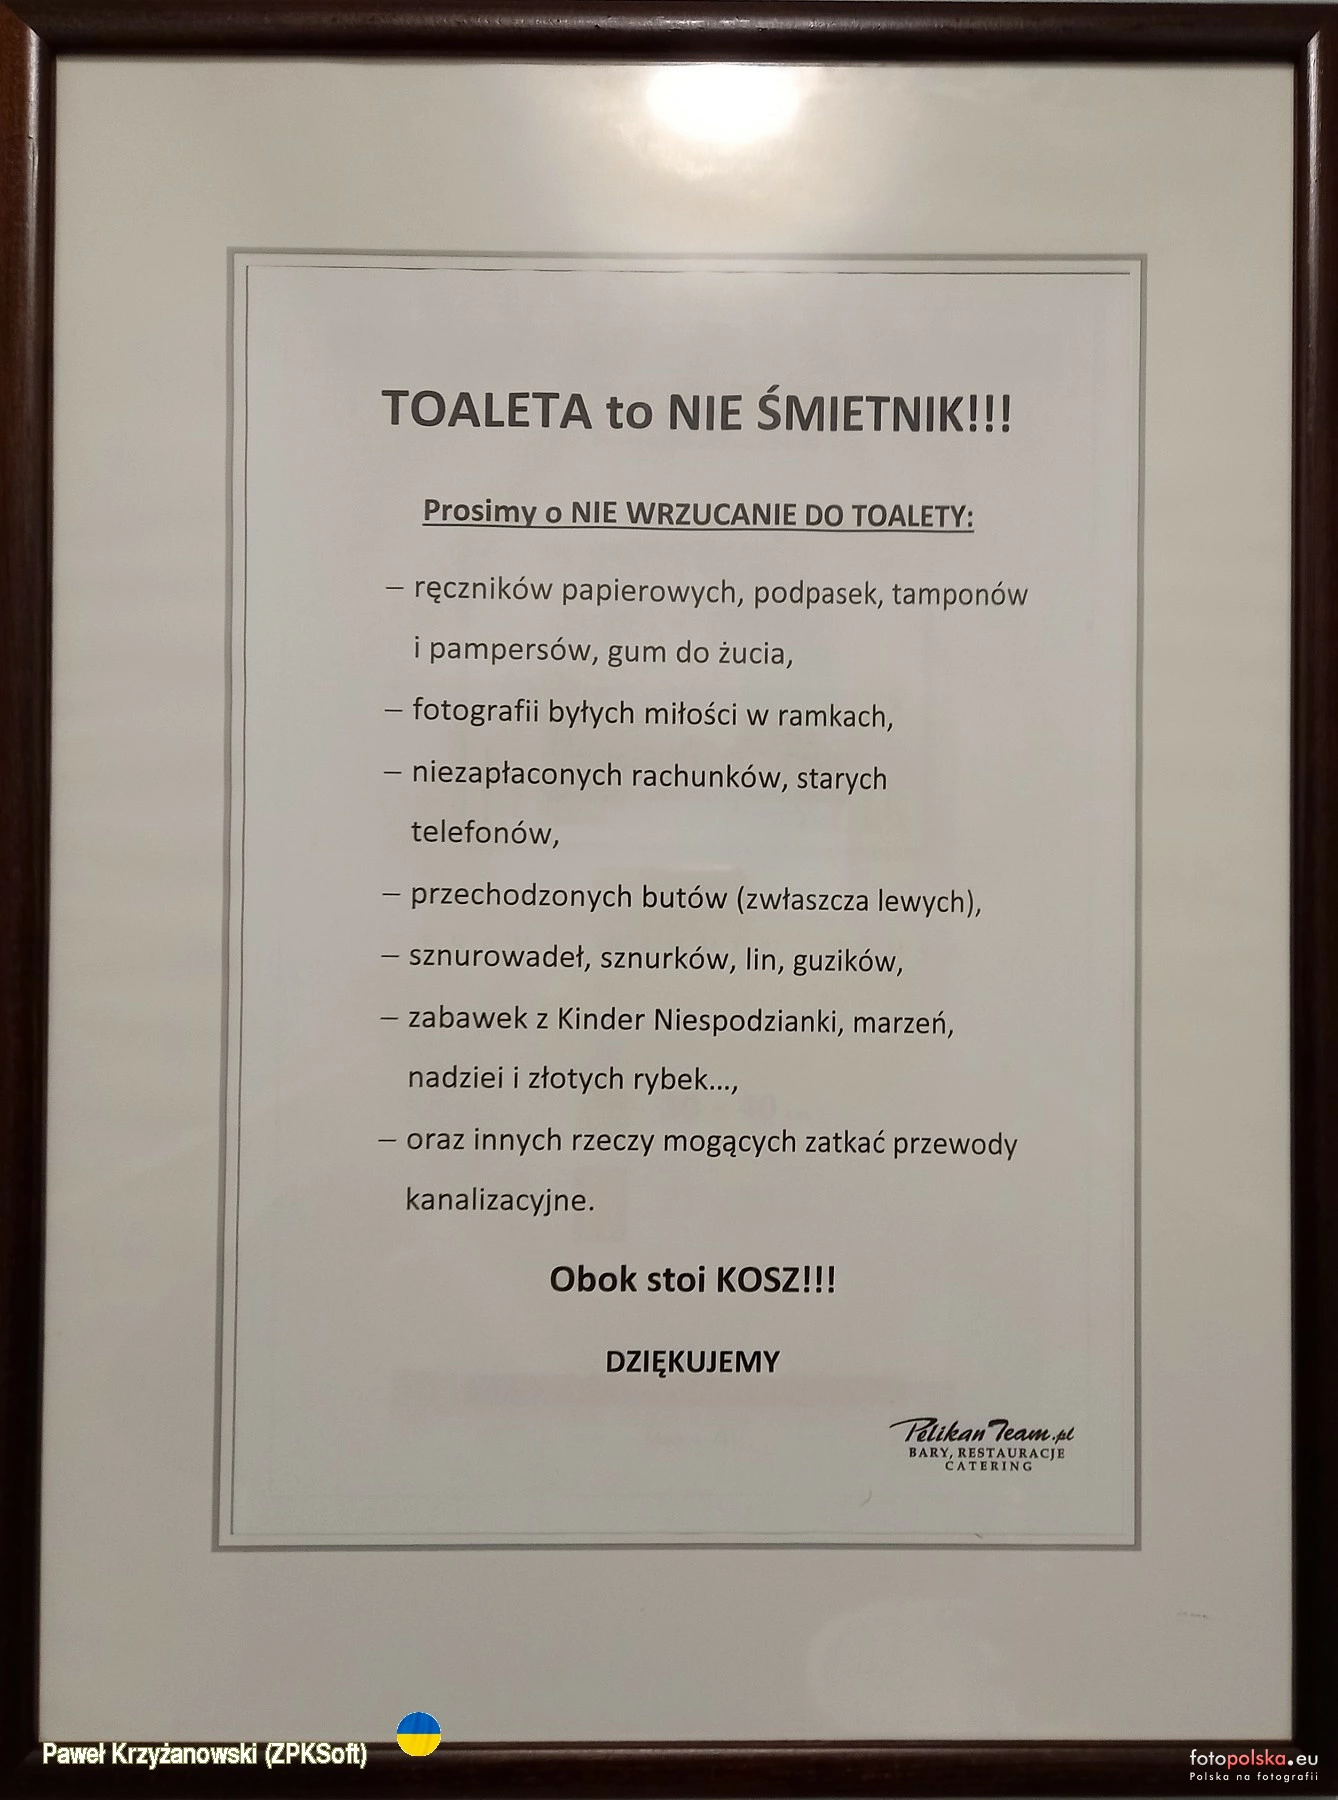 TOALETA to NIE ŚMIETNIK!!!
Prosimy o NIE WRZUCANIE DO TOALETY:
– ręczników papierowych, podpasek, tamponów
i pampersów, gum do żucia,
– fotografii byłych miłości w ramkach,
– niezapłaconych rachunków, starych
telefonów,
– przechodzonych butów (zwłaszcza lewych),
– sznurowadeł, sznurków, lin, guzików,
– zabawek z Kinder Niespodzianki, marzeń,
nadziei i złotych rybek...,
– oraz innych rzeczy mogących zatkać przewody
kanalizacyjne.
Obok stoi KOSZ!!!
DZIĘKUJEMY
Pelikan Team.pl
BARY, RESTAURACJE
CATERING
Paweł Krzyżanowski (ZPKSoft)
fotopolska.eu
Polska na fotografii